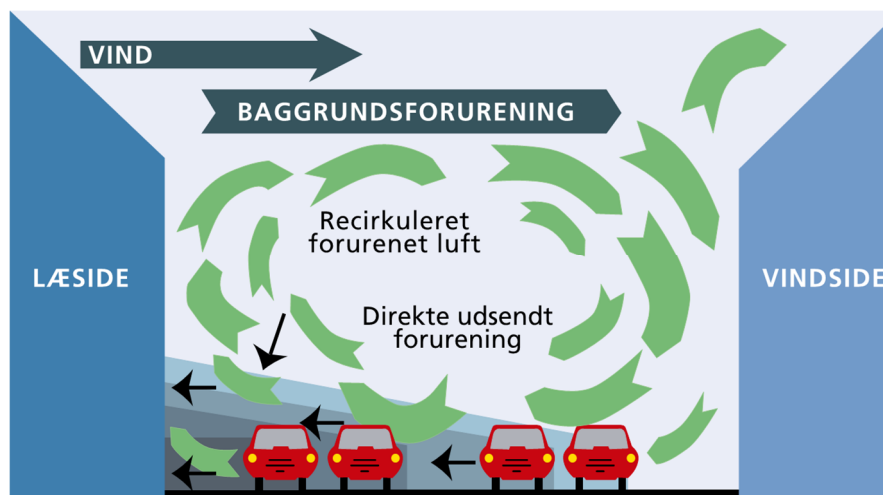 VIND
BAGGRUNDSFORURENING
Recirkuleret
forurenet luft
LÆSIDE
VINDSIDE
Direkte udsendt
forurening